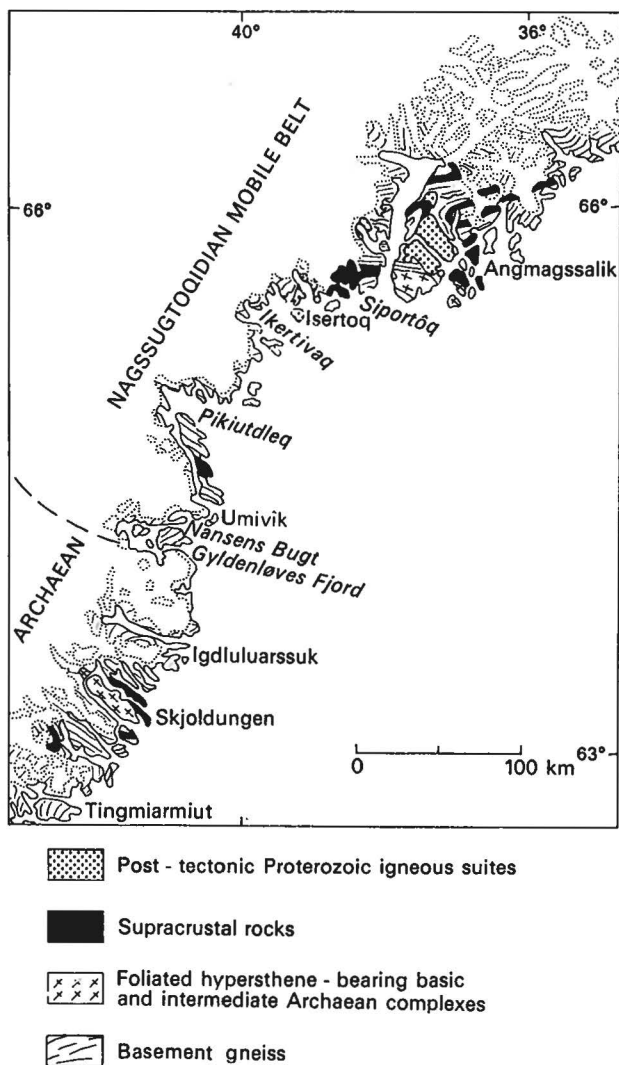 40°
36°
NAGSSUGTOQIDIAN MOBILE BELT
66°
66°
Angmagssalik
Siportôq
Isertoq
Ikertivaq
Pikiutdleq
Umivik
Nansens Bugt
Gyldenløves Fjord
ARCHAEAN
Igdluluarssuk
Skjoldungen
63°
0 100 km
Tingmiarmiut
Post - tectonic Proterozoic igneous suites
Supracrustal rocks
Foliated hypersthene - bearing basic
and intermediate Archaean complexes
Basement gneiss